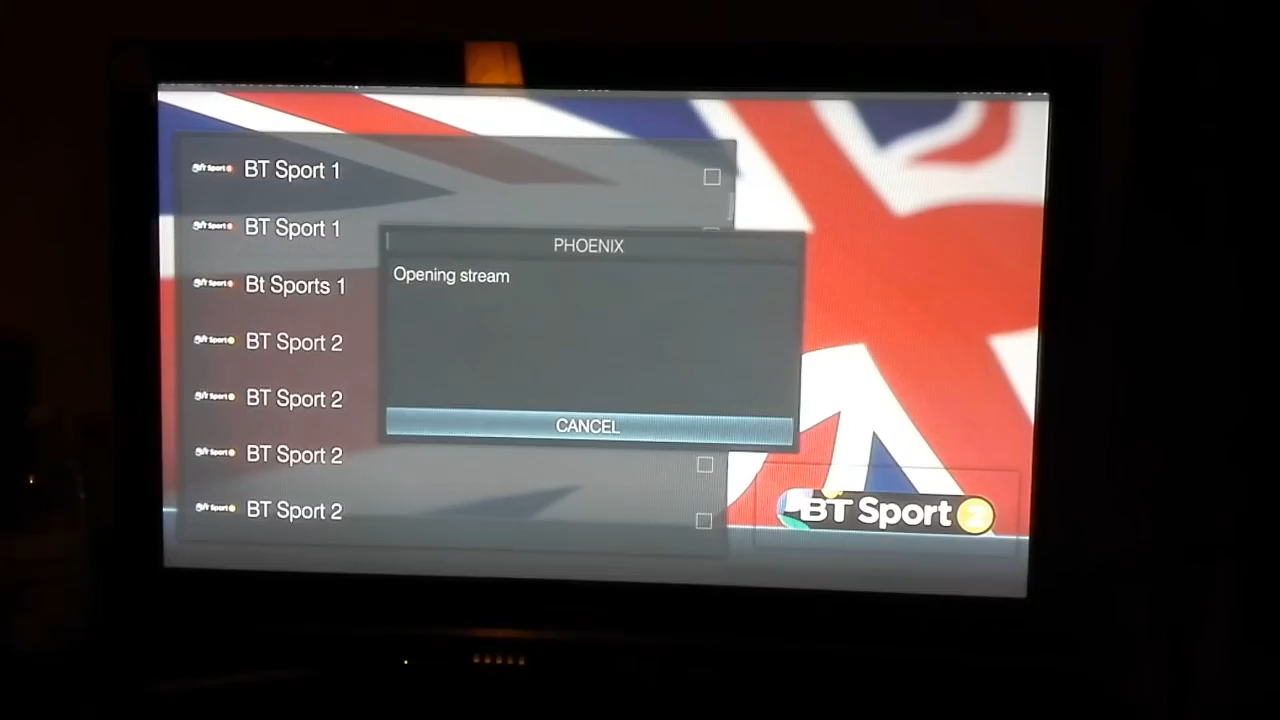 BT Sport 1
BT Sport 1
Bt Sports 1
BT Sport 2
BT Sport 2
BT Sport 2
BT Sport 2
PHOENIX
Opening stream
CANCEL
BT Sport 2